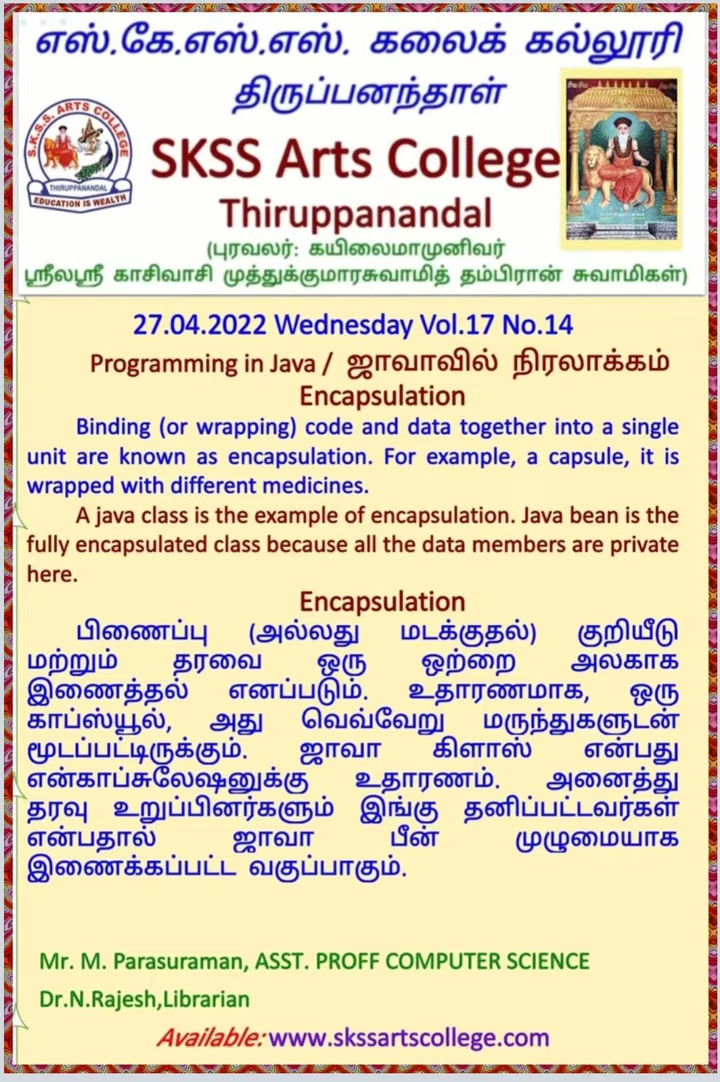 எஸ்.கே.எஸ்.எஸ். கலைக் கல்லூரி
திருப்பனந்தாள்
S.K.S.S. ARTS COLLEGE
THIRUPPANANDAL
EDUCATION IS WEALTH
SKSS Arts College
Thiruppanandal
(புரவலர்: கயிலைமாமுனிவர்
ஸ்ரீலஸ்ரீ காசிவாசி முத்துக்குமாரசுவாமித் தம்பிரான் சுவாமிகள்)
27.04.2022 Wednesday Vol.17 No.14
Programming in Java / ஜாவாவில் நிரலாக்கம்
Encapsulation
Binding (or wrapping) code and data together into a single
unit are known as encapsulation. For example, a capsule, it is
wrapped with different medicines.
A java class is the example of encapsulation. Java bean is the
fully encapsulated class because all the data members are private
here.
Encapsulation
பிணைப்பு (அல்லது மடக்குதல்) குறியீடு
மற்றும் தரவை ஒரு ஒற்றை அலகாக
இணைத்தல் எனப்படும். உதாரணமாக, ஒரு
காப்ஸ்யூல், அது வெவ்வேறு மருந்துகளுடன்
மூடப்பட்டிருக்கும். ஜாவா கிளாஸ் என்பது
என்காப்சுலேஷனுக்கு உதாரணம். அனைத்து
தரவு உறுப்பினர்களும் இங்கு தனிப்பட்டவர்கள்
என்பதால் ஜாவா பீன் முழுமையாக
இணைக்கப்பட்ட வகுப்பாகும்.
Mr. M. Parasuraman, ASST. PROFF COMPUTER SCIENCE
Dr.N.Rajesh,Librarian
Available: www.skssartscollege.com